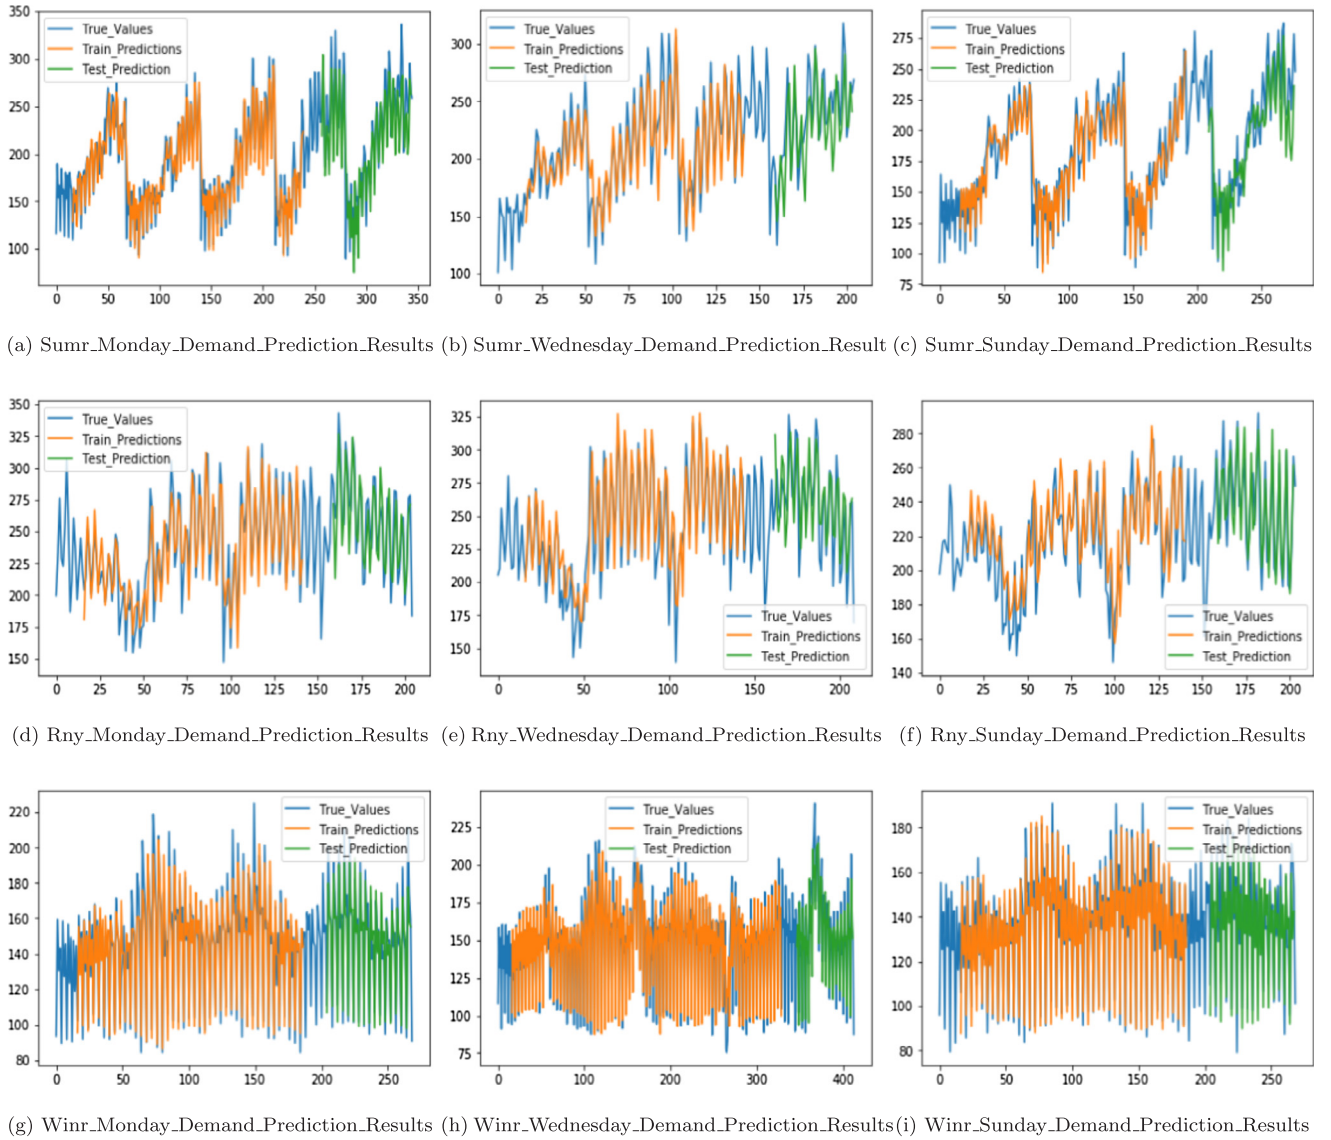 True_Values
Train_Predictions
Test_Prediction
350
300
250
200
150
100
0 50 100 150 200 250 300 350
(a) Sumr_Monday_Demand_Prediction_Results
True_Values
Train_Predictions
Test_Prediction
300
250
200
150
100
0 25 50 75 100 125 150 175 200
(b) Sumr_Wednesday_Demand_Prediction_Result
True_Values
Train_Predictions
Test_Prediction
275
250
225
200
175
150
125
100
75
0 50 100 150 200 250
(c) Sumr_Sunday_Demand_Prediction_Results
True_Values
Train_Predictions
Test_Prediction
350
325
300
275
250
225
200
175
150
0 25 50 75 100 125 150 175 200
(d) Rny_Monday_Demand_Prediction_Results
325
300
275
250
225
200
175
150
True_Values
Train_Predictions
Test_Prediction
0 50 100 150 200
(e) Rny_Wednesday_Demand_Prediction_Results
280
260
240
220
200
180
160
140
True_Values
Train_Predictions
Test_Prediction
0 25 50 75 100 125 150 175 200
(f) Rny_Sunday_Demand_Prediction_Results
True_Values
Train_Predictions
Test_Prediction
220
200
180
160
140
120
100
80
0 50 100 150 200 250
(g) Winr_Monday_Demand_Prediction_Results
True_Values
Train_Predictions
Test_Prediction
225
200
175
150
125
100
75
0 100 200 300 400
(h) Winr_Wednesday_Demand_Prediction_Results
True_Values
Train_Predictions
Test_Prediction
180
160
140
120
100
80
0 50 100 150 200 250
(i) Winr_Sunday_Demand_Prediction_Results